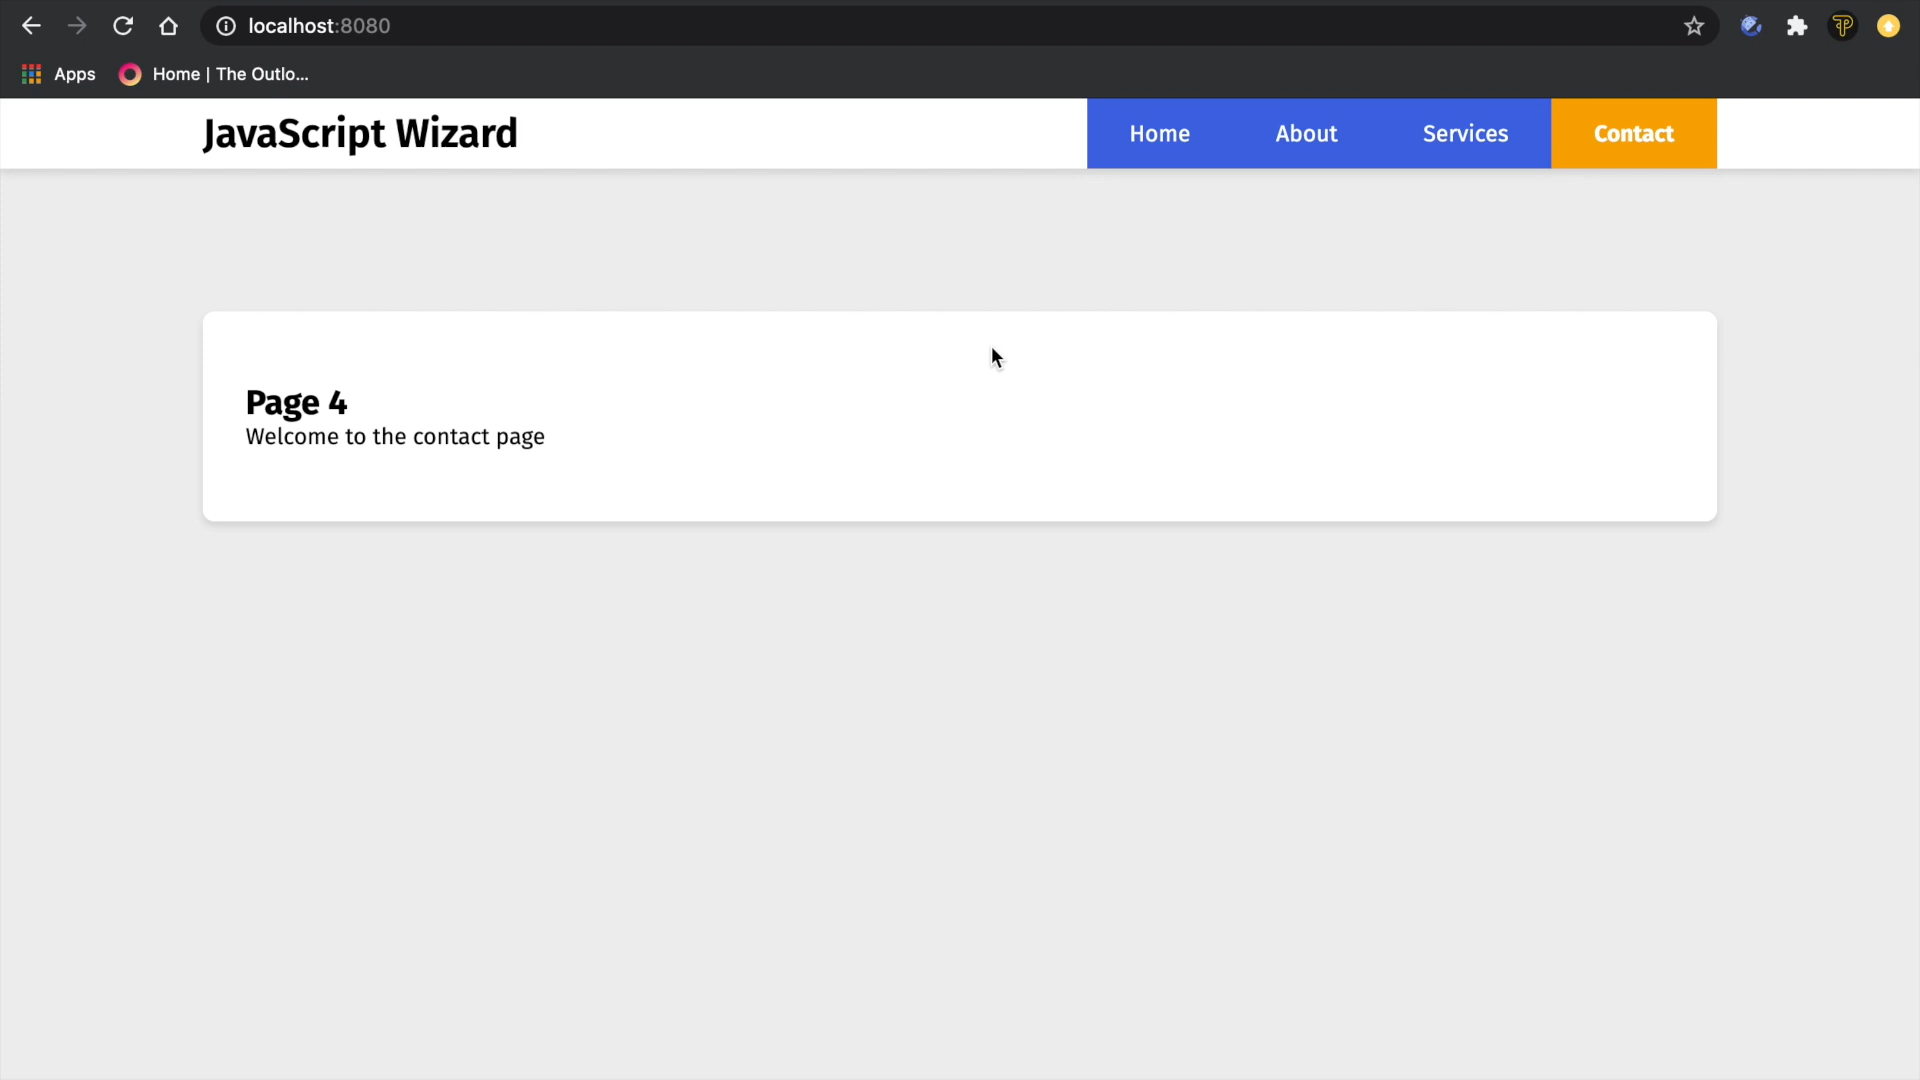 localhost:8080
Apps
Home | The Outlo...
JavaScript Wizard
Home
About
Services
Contact
Page 4
Welcome to the contact page